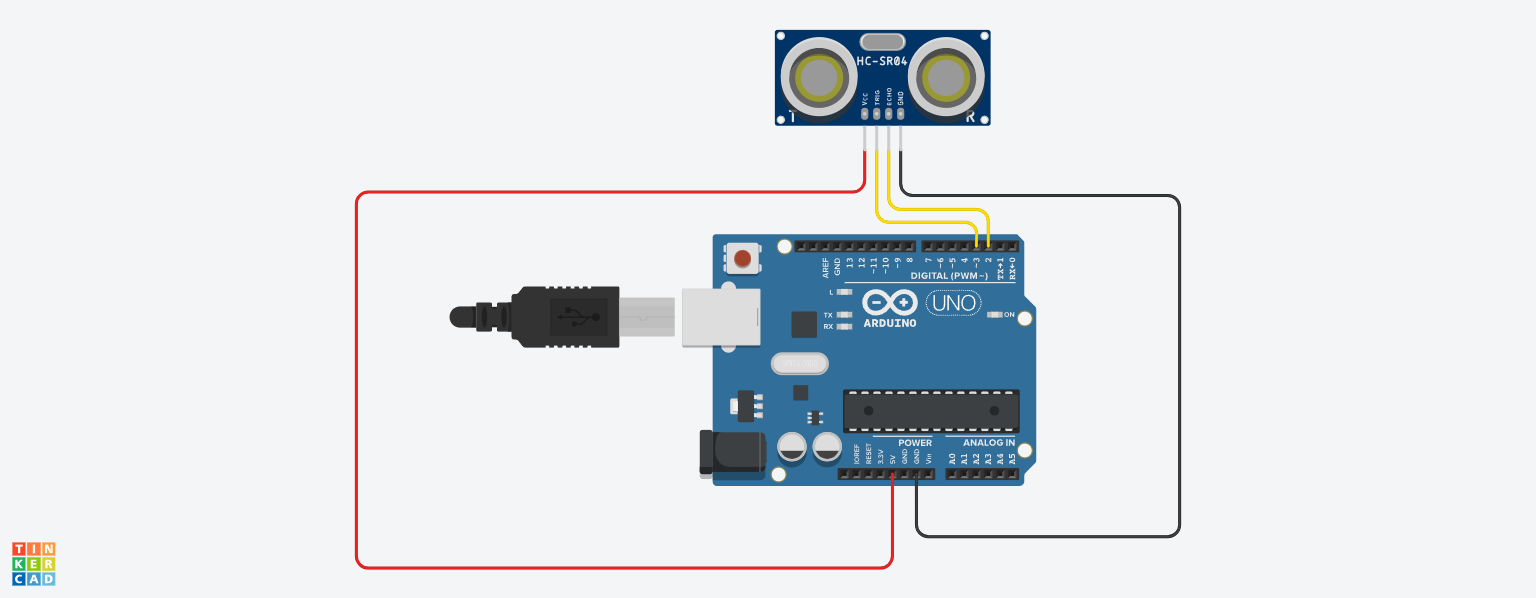 HC-SR04
VCC
TRIG
ECHO
GND
T
R
AREF
GND
13
12
~11
~10
~9
8
7
~6
~5
4
~3
2
TX→1
RX←0
DIGITAL (PWM~)
L
TX
RX
UNO
ON
ARDUINO
POWER
ANALOG IN
IOREF
RESET
3.3V
5V
GND
GND
Vin
A0
A1
A2
A3
A4
A5
TIN
KER
CAD